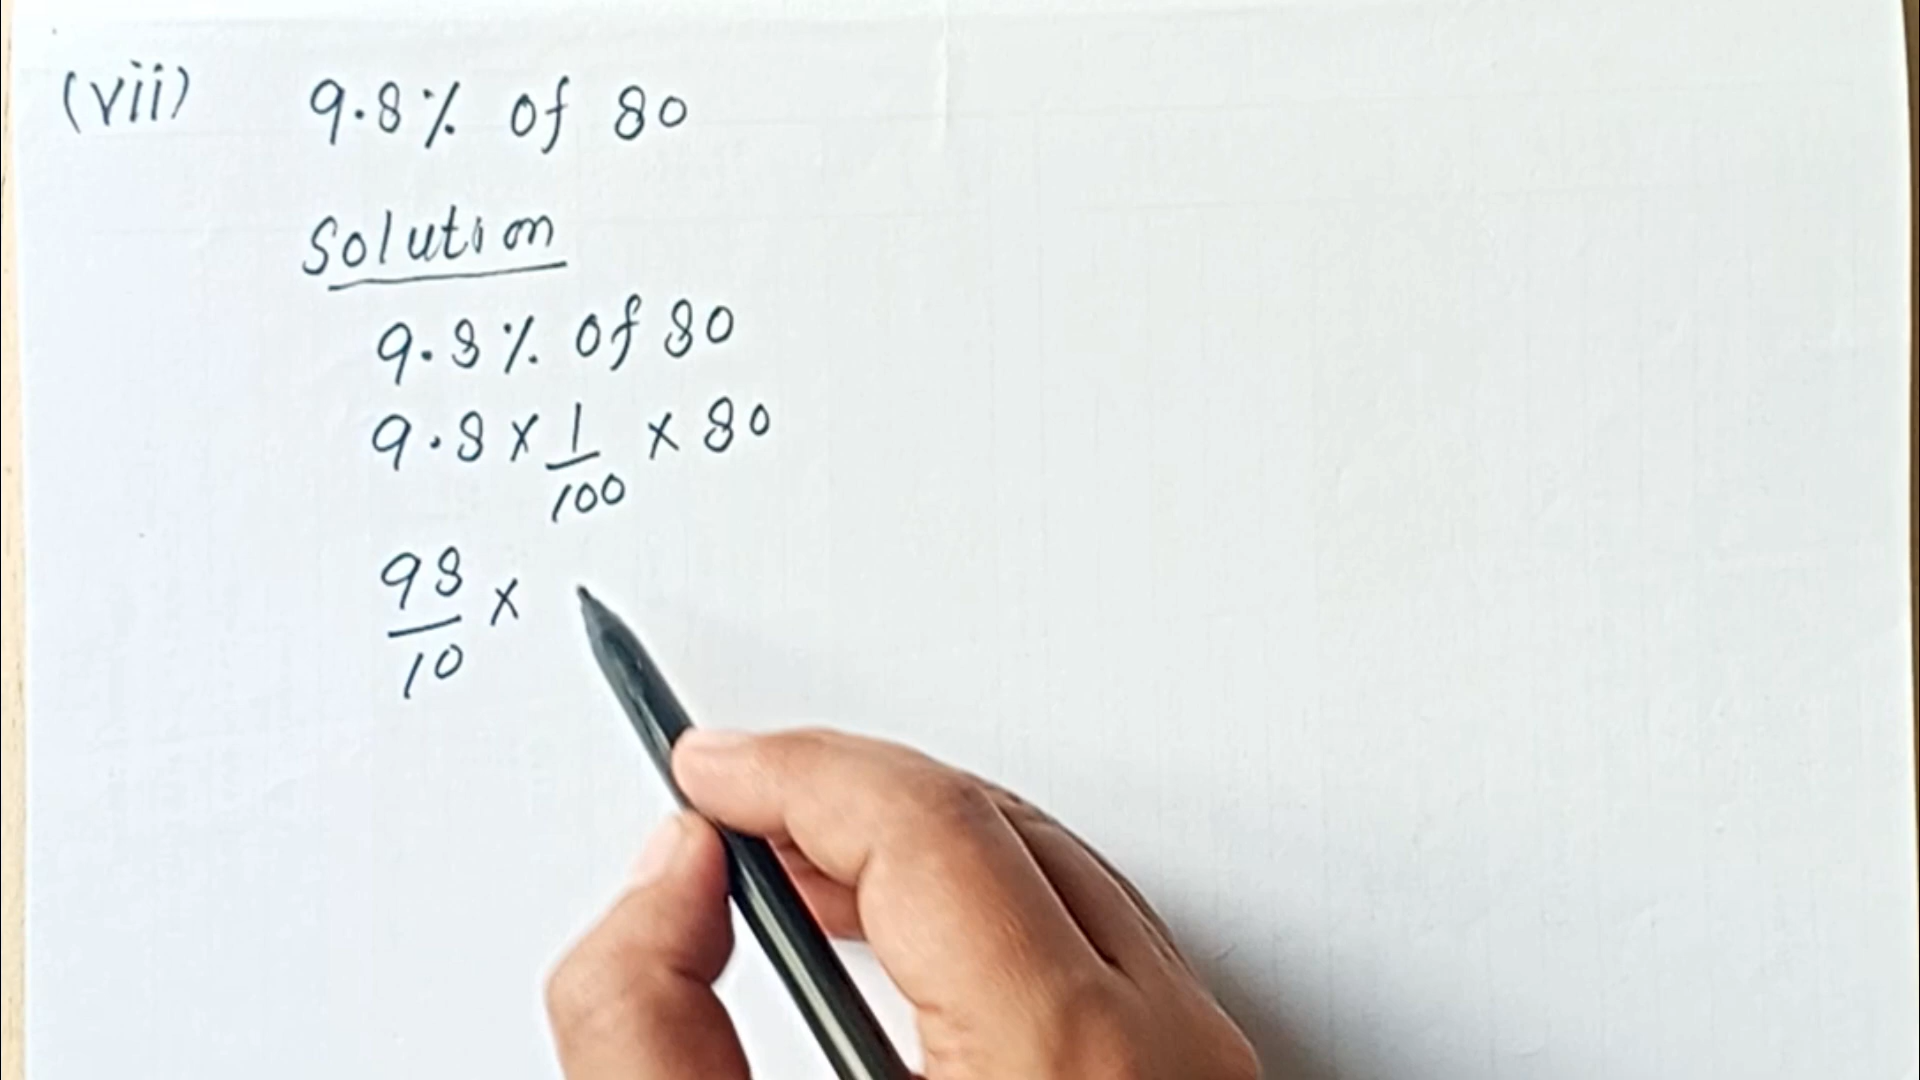 (vii) 9.8% of 80
Solution
9.8% of 80
9.8 × 1/100 × 80
98/10 ×